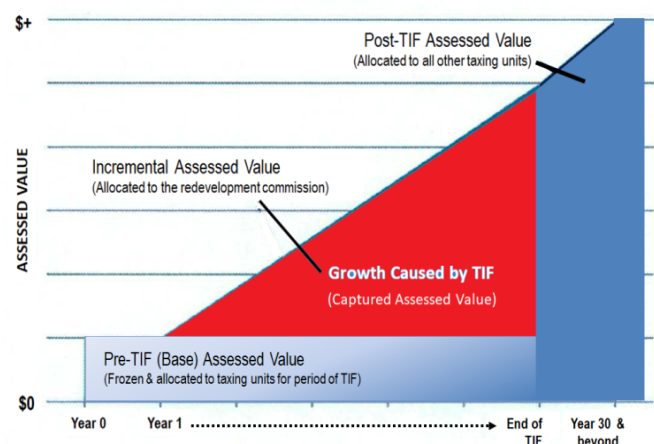 $+
Post-TIF Assessed Value
(Allocated to all other taxing units)
Incremental Assessed Value
(Allocated to the redevelopment commission)
ASSESSED VALUE
Growth Caused by TIF
(Captured Assessed Value)
Pre-TIF (Base) Assessed Value
(Frozen & allocated to taxing units for period of TIF)
$0
Year 0
Year 1
End of
TIF
Year 30 &
beyond